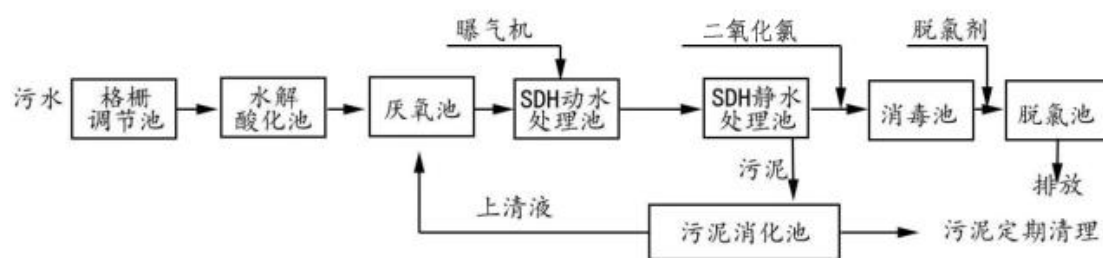 曝气机
二氧化氯
脱氯剂
污水
格栅
调节池
水解
酸化池
厌氧池
SDH动水
处理池
SDH静水
处理池
消毒池
脱氯池
污泥
排放
上清液
污泥消化池
污泥定期清理